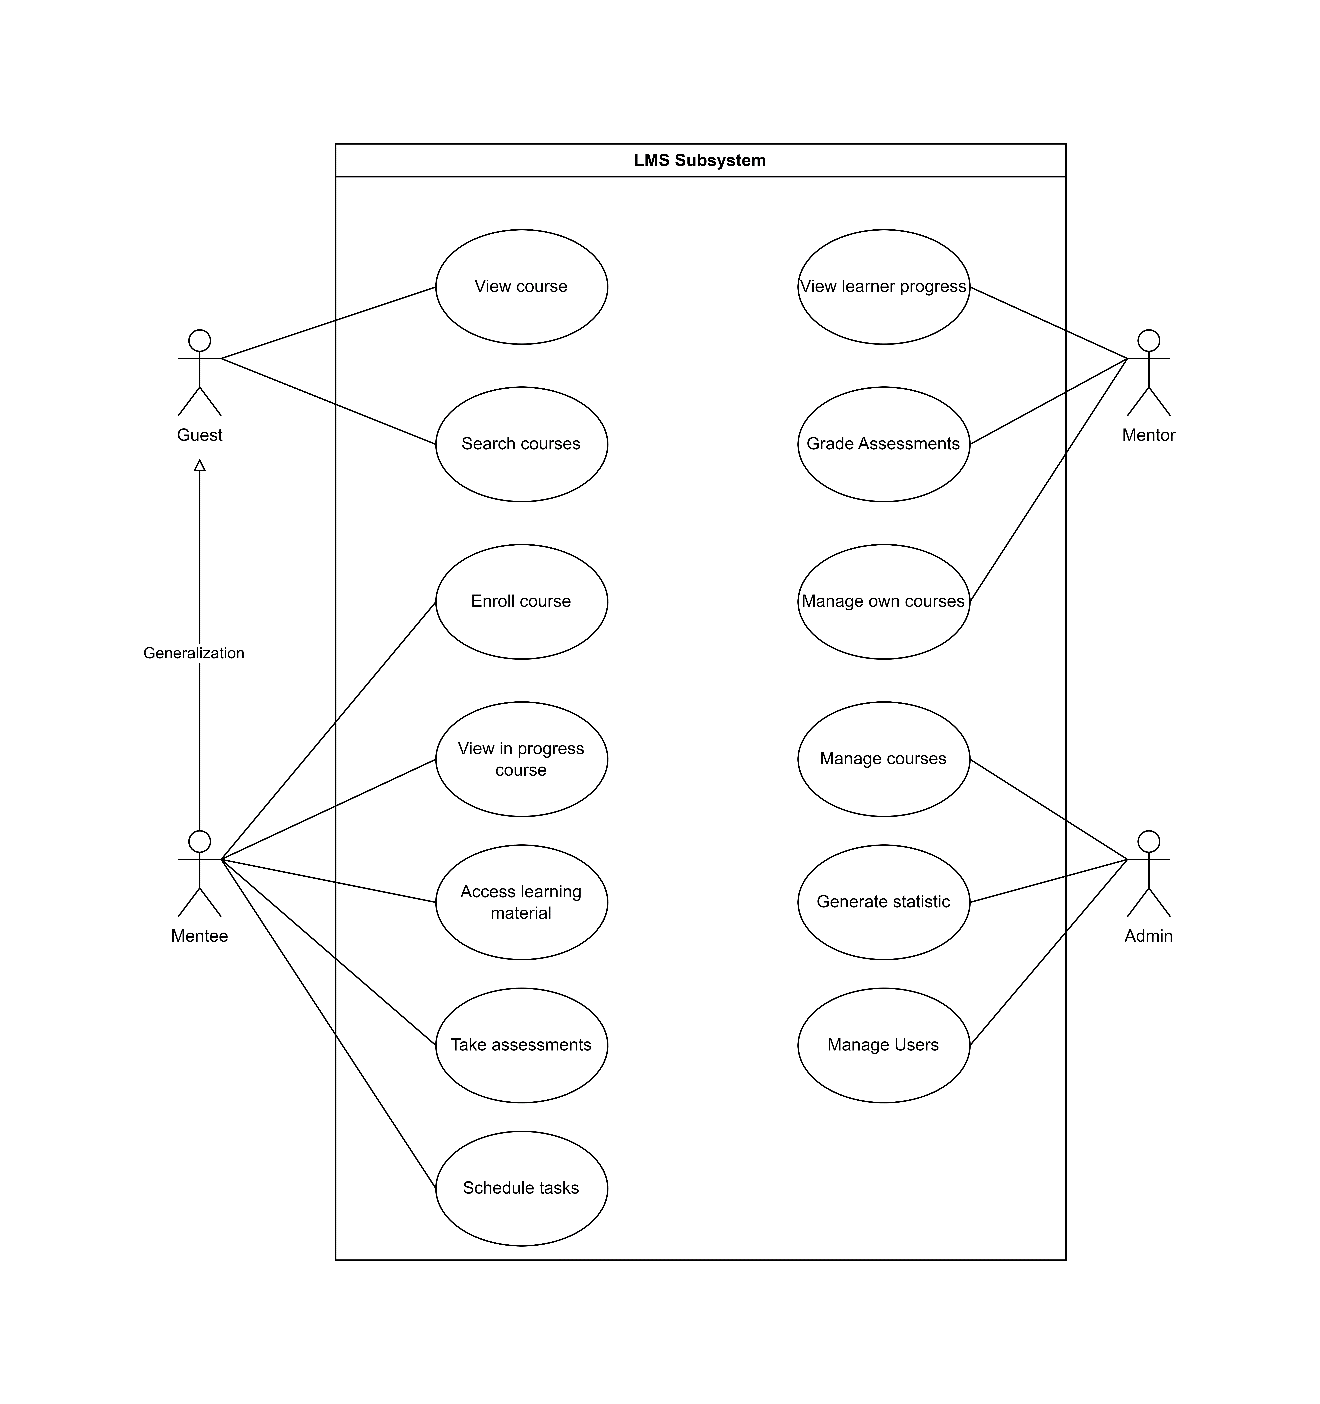 LMS Subsystem
View course
View learner progress
Guest
Mentor
Search courses
Grade Assessments
Enroll course
Manage own courses
Generalization
View in progress
course
Manage courses
Access learning
material
Generate statistic
Mentee
Admin
Take assessments
Manage Users
Schedule tasks